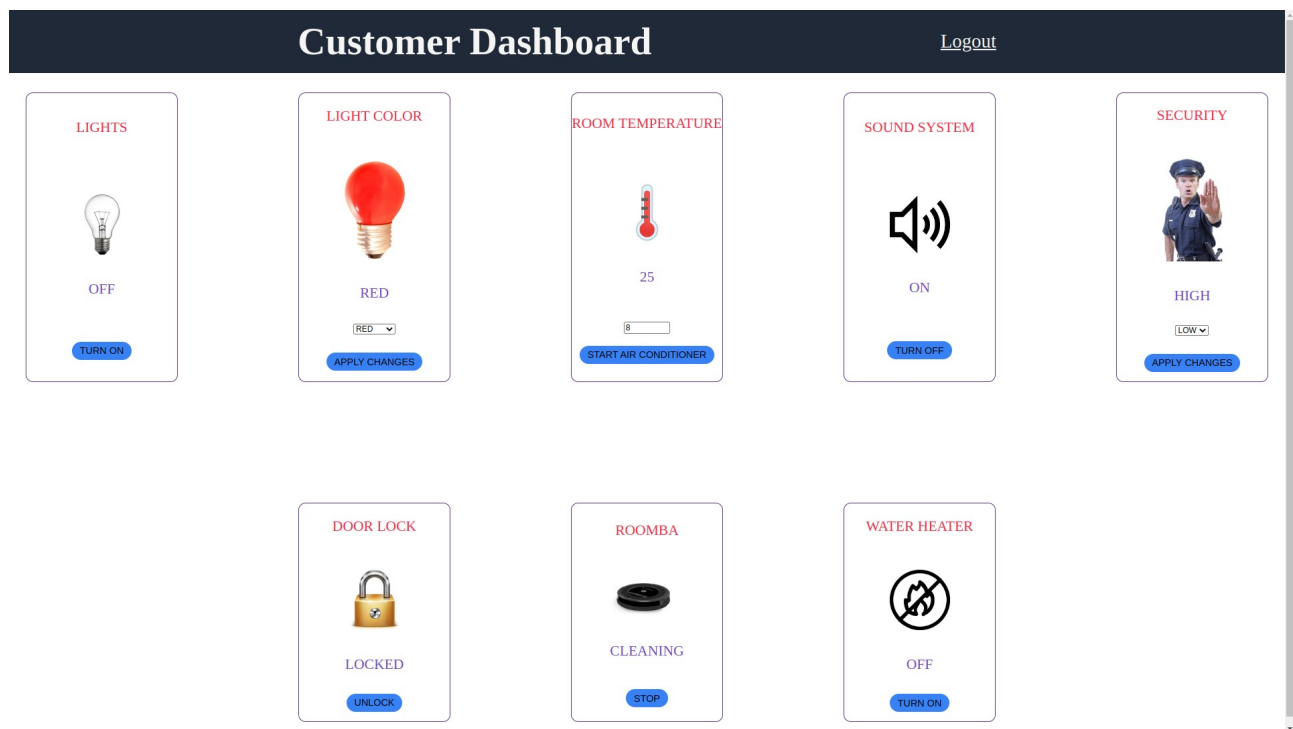 Customer Dashboard
Logout
LIGHTS
OFF
TURN ON
LIGHT COLOR
RED
RED
APPLY CHANGES
ROOM TEMPERATURE
25
8
START AIR CONDITIONER
SOUND SYSTEM
ON
TURN OFF
SECURITY
HIGH
LOW
APPLY CHANGES
DOOR LOCK
LOCKED
UNLOCK
ROOMBA
CLEANING
STOP
WATER HEATER
OFF
TURN ON